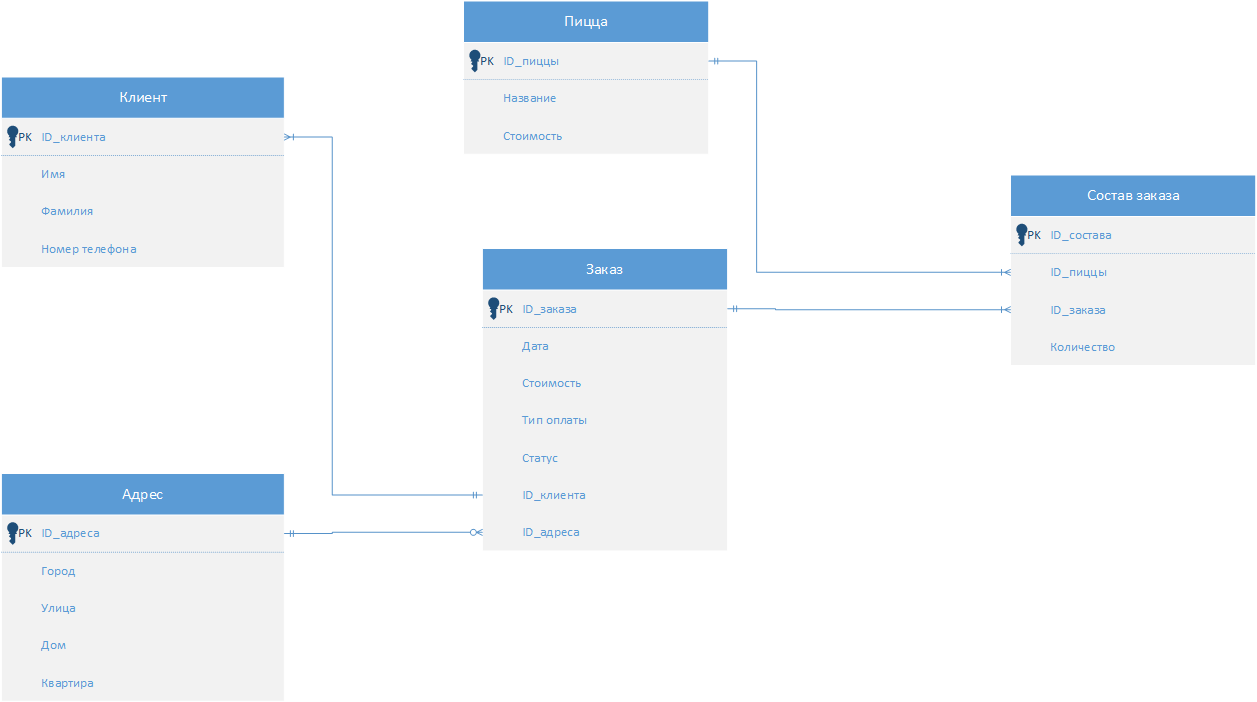 Пицца
PK ID_пиццы
Название
Стоимость
Клиент
PK ID_клиента
Имя
Фамилия
Номер телефона
Состав заказа
PK ID_состава
ID_пиццы
ID_заказа
Количество
Заказ
PK ID_заказа
Дата
Стоимость
Тип оплаты
Статус
ID_клиента
ID_адреса
Адрес
PK ID_адреса
Город
Улица
Дом
Квартира